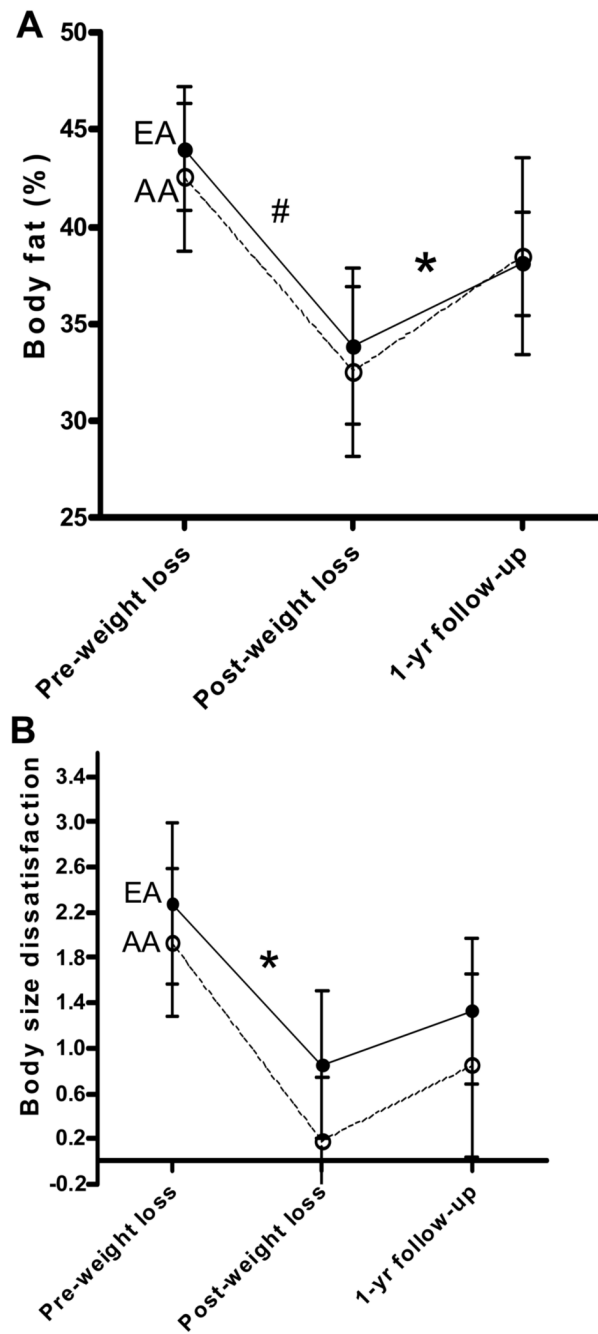 A
50
45
40
35
30
25
Body fat (%)
EA
AA
#
*
Pre-weight loss
Post-weight loss
1-yr follow-up
B
3.4
3.0
2.6
2.2
1.8
1.4
1.0
0.6
0.2
-0.2
Body size dissatisfaction
EA
AA
*
Pre-weight loss
Post-weight loss
1-yr follow-up